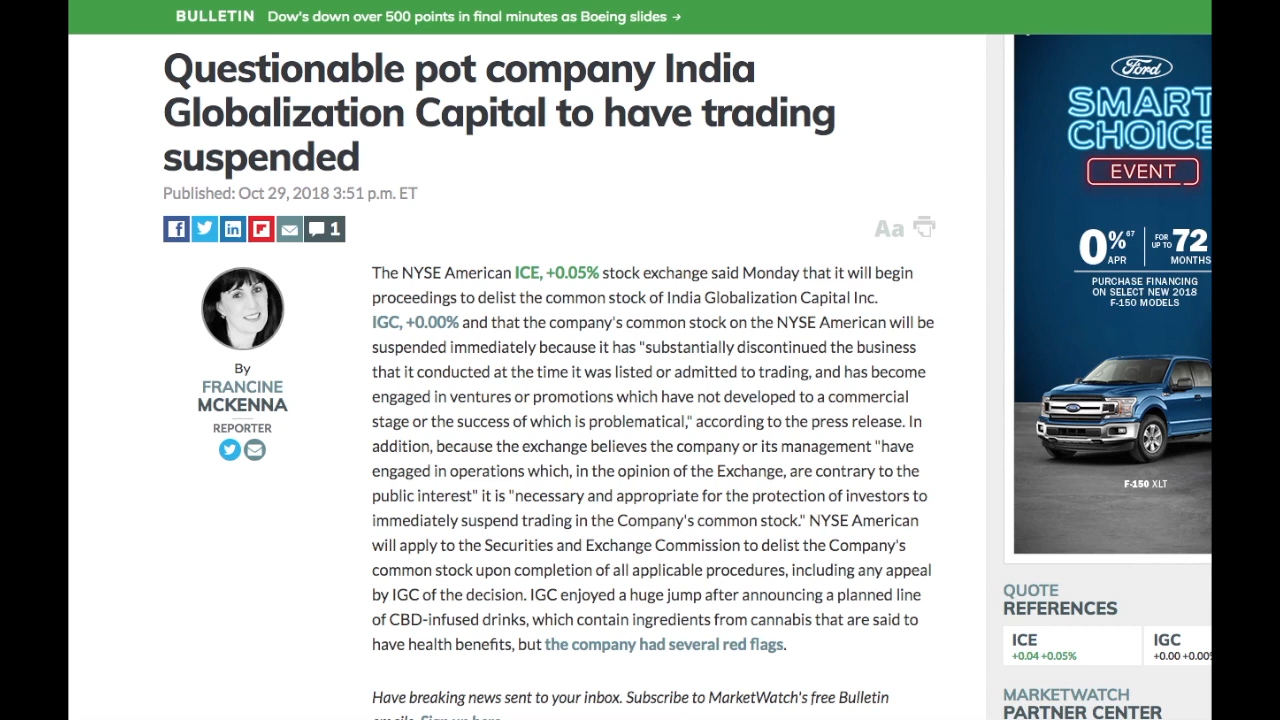 BULLETIN Dow's down over 500 points in final minutes as Boeing slides →
Questionable pot company India
Globalization Capital to have trading
suspended
Published: Oct 29, 2018 3:51 p.m. ET
1
Aa
By
FRANCINE
MCKENNA
REPORTER
The NYSE American ICE, +0.05% stock exchange said Monday that it will begin
proceedings to delist the common stock of India Globalization Capital Inc.
IGC, +0.00% and that the company's common stock on the NYSE American will be
suspended immediately because it has "substantially discontinued the business
that it conducted at the time it was listed or admitted to trading, and has become
engaged in ventures or promotions which have not developed to a commercial
stage or the success of which is problematical," according to the press release. In
addition, because the exchange believes the company or its management "have
engaged in operations which, in the opinion of the Exchange, are contrary to the
public interest" it is "necessary and appropriate for the protection of investors to
immediately suspend trading in the Company's common stock." NYSE American
will apply to the Securities and Exchange Commission to delist the Company's
common stock upon completion of all applicable procedures, including any appeal
by IGC of the decision. IGC enjoyed a huge jump after announcing a planned line
of CBD-infused drinks, which contain ingredients from cannabis that are said to
have health benefits, but the company had several red flags.
Have breaking news sent to your inbox. Subscribe to MarketWatch's free Bulletin
emails. Sign up here.
Ford
SMART
CHOICE
EVENT
0%67 APR FOR UP TO 72 MONTHS
PURCHASE FINANCING
ON SELECT NEW 2018
F-150 MODELS
F-150 XLT
QUOTE
REFERENCES
ICE
+0.04 +0.05%
IGC
+0.00 +0.00
MARKETWATCH
PARTNER CENTER